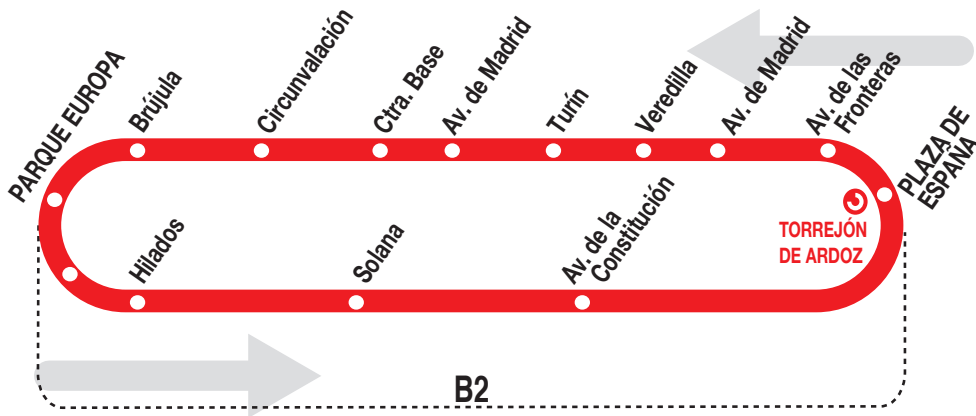 PARQUE EUROPA
Brújula
Circunvalación
Ctra. Base
Av. de Madrid
Turín
Veredilla
Av. de Madrid
Av. de las
Fronteras
PLAZA DE
ESPAÑA
TORREJÓN
DE ARDOZ
Hilados
Solana
Av. de la
Constitución
B2